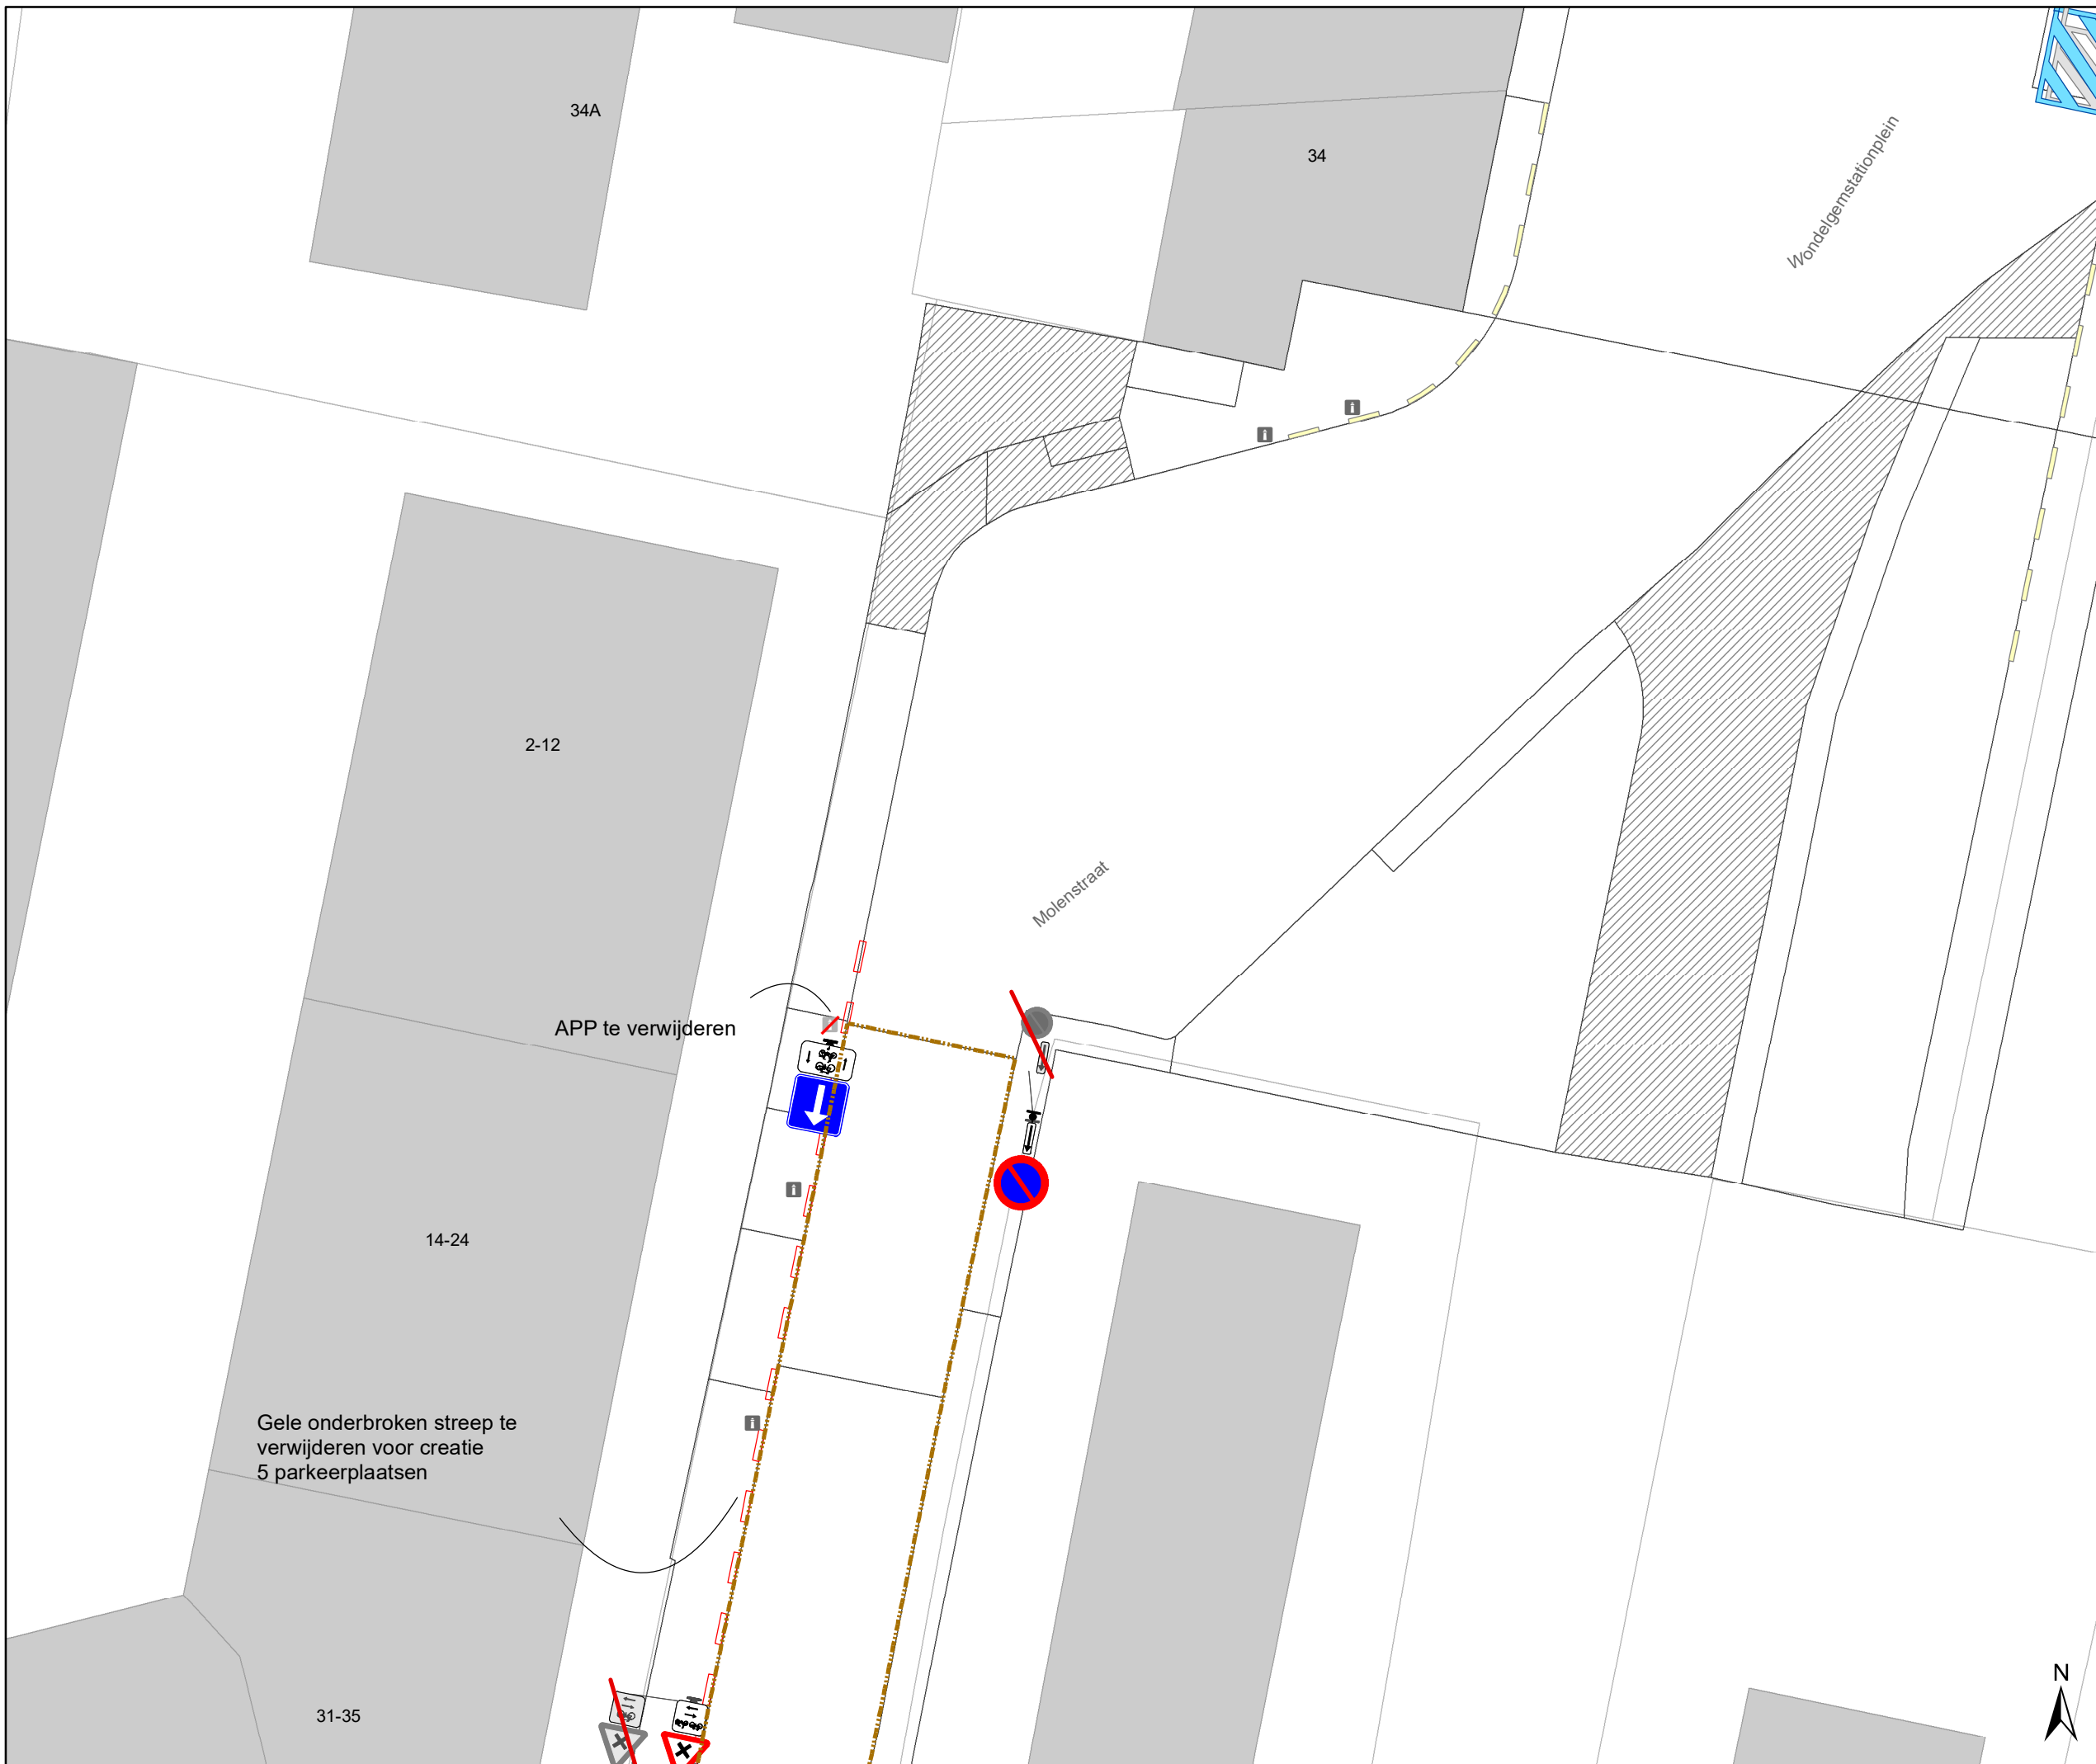 34A
34
Wondelgemstationplein
2-12
Molenstraat
APP te verwijderen
14-24
Gele onderbroken streep te
verwijderen voor creatie
5 parkeerplaatsen
31-35
N